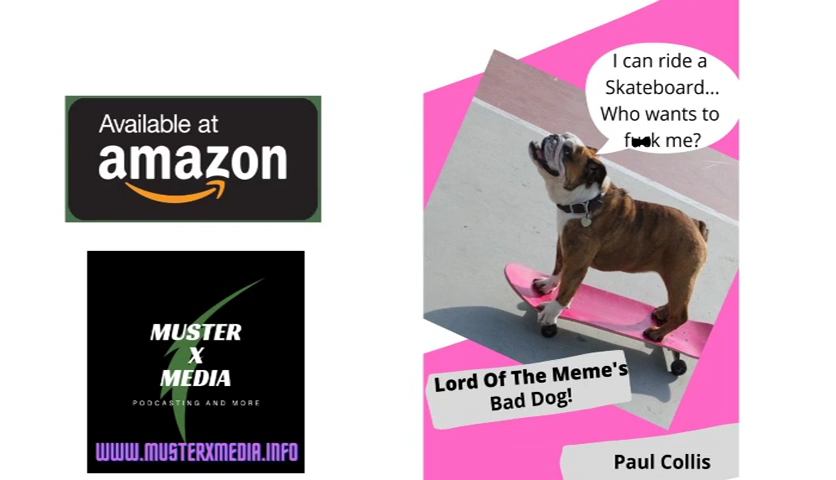 Available at
amazon
MUSTER
X
MEDIA
PODCASTING AND MORE
WWW.MUSTERXMEDIA.INFO
I can ride a
Skateboard...
Who wants to
fu k me?
Lord Of The Meme's
Bad Dog!
Paul Collis